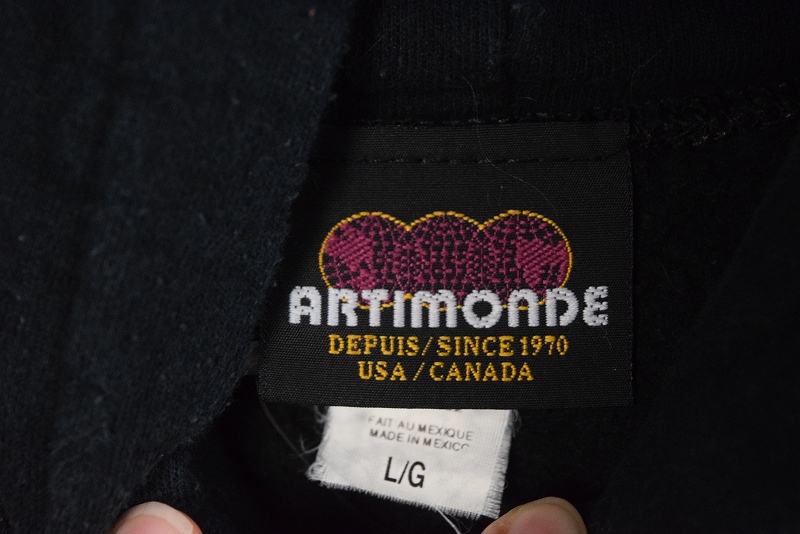 ARTIMONDE
DEPUIS/SINCE 1970
USA/CANADA
FAIT AU MEXIQUE
MADE IN MEXICO
L/G